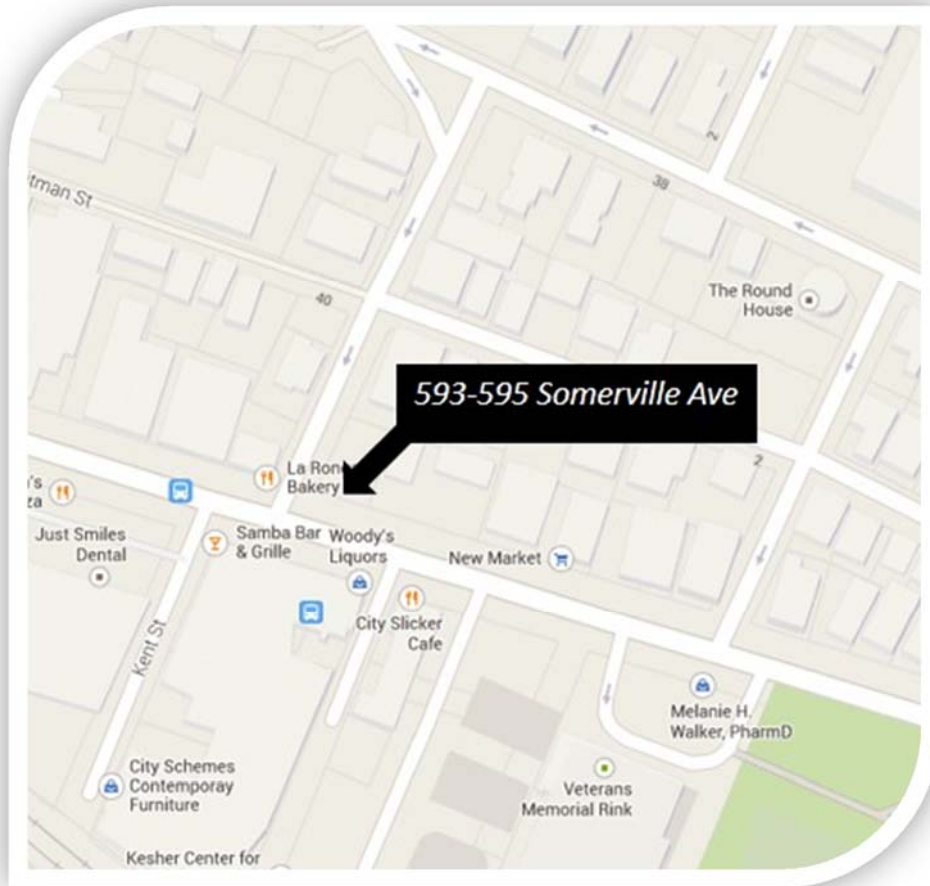 tman St
38
2
40
The Round
House
593-595 Somerville Ave
2
La Ron
Bakery
's
za
Just Smiles
Dental
Samba Bar
& Grille
Woody's
Liquors
New Market
City Slicker
Cafe
Kent St
Melanie H.
Walker, PharmD
City Schemes
Contemporay
Furniture
Veterans
Memorial Rink
Kesher Center for